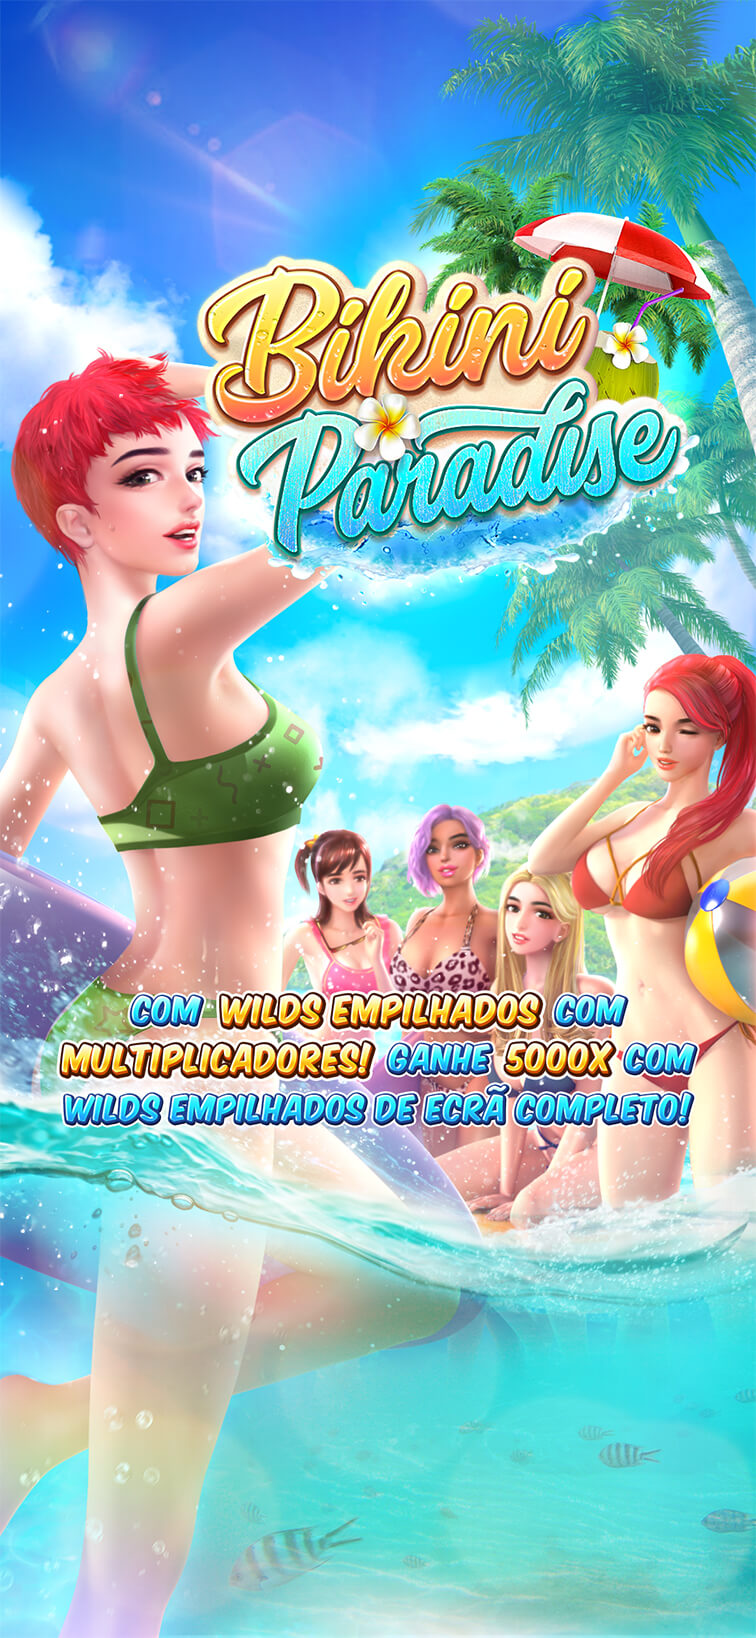 Bikini
Paradise
COM WILDS EMPILHADOS COM
MULTIPLICADORES! GANHE 5000X COM
WILDS EMPILHADOS DE ECRÃ COMPLETO!